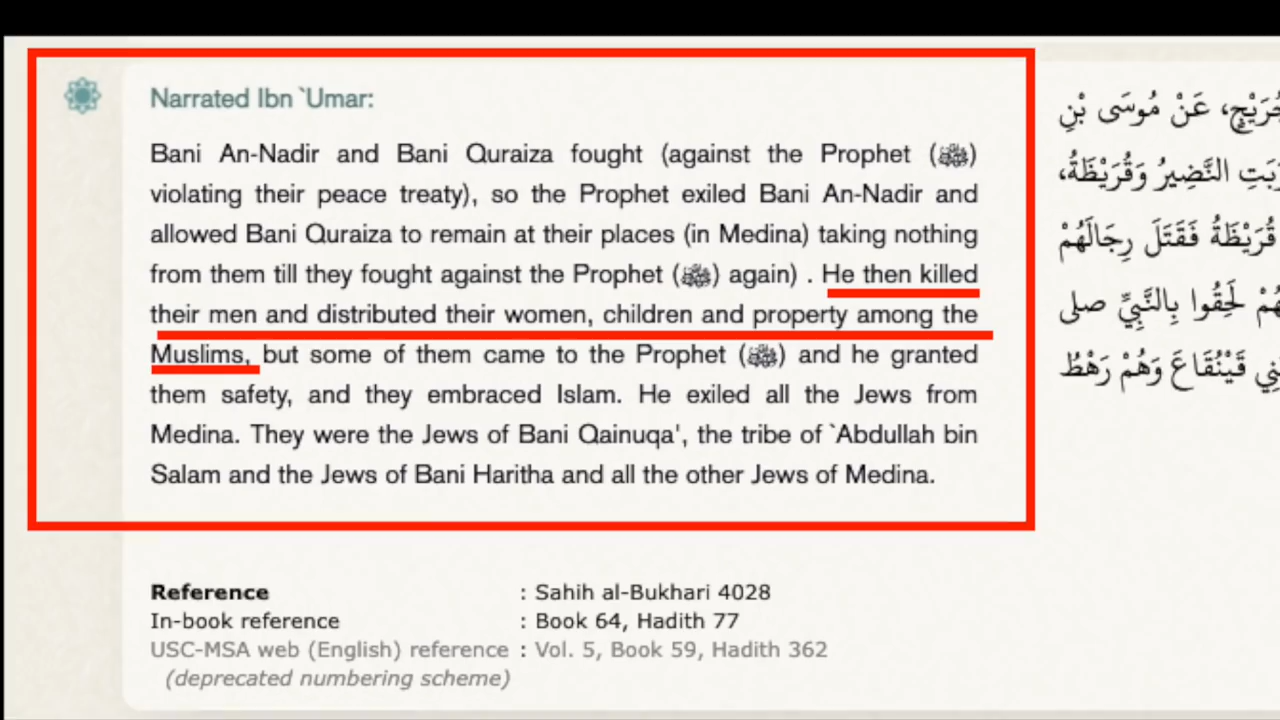 Narrated Ibn `Umar:
Bani An-Nadir and Bani Quraiza fought (against the Prophet (ﷺ)
violating their peace treaty), so the Prophet exiled Bani An-Nadir and
allowed Bani Quraiza to remain at their places (in Medina) taking nothing
from them till they fought against the Prophet (ﷺ) again) . He then killed
their men and distributed their women, children and property among the
Muslims, but some of them came to the Prophet (ﷺ) and he granted
them safety, and they embraced Islam. He exiled all the Jews from
Medina. They were the Jews of Bani Qainuqa', the tribe of `Abdullah bin
Salam and the Jews of Bani Haritha and all the other Jews of Medina.
جُرَيْجٍ، عَنْ مُوسَى بْنِ
النَّضِيرُ وَقُرَيْظَةُ،
قُرَيْظَةُ فَقَتَلَ رِجَالَهُمْ
لَحِقُوا بِالنَّبِيِّ صلى
قَيْنُقَاعَ وَهُمْ رَهْطُ
Reference : Sahih al-Bukhari 4028
In-book reference : Book 64, Hadith 77
USC-MSA web (English) reference : Vol. 5, Book 59, Hadith 362
(deprecated numbering scheme)